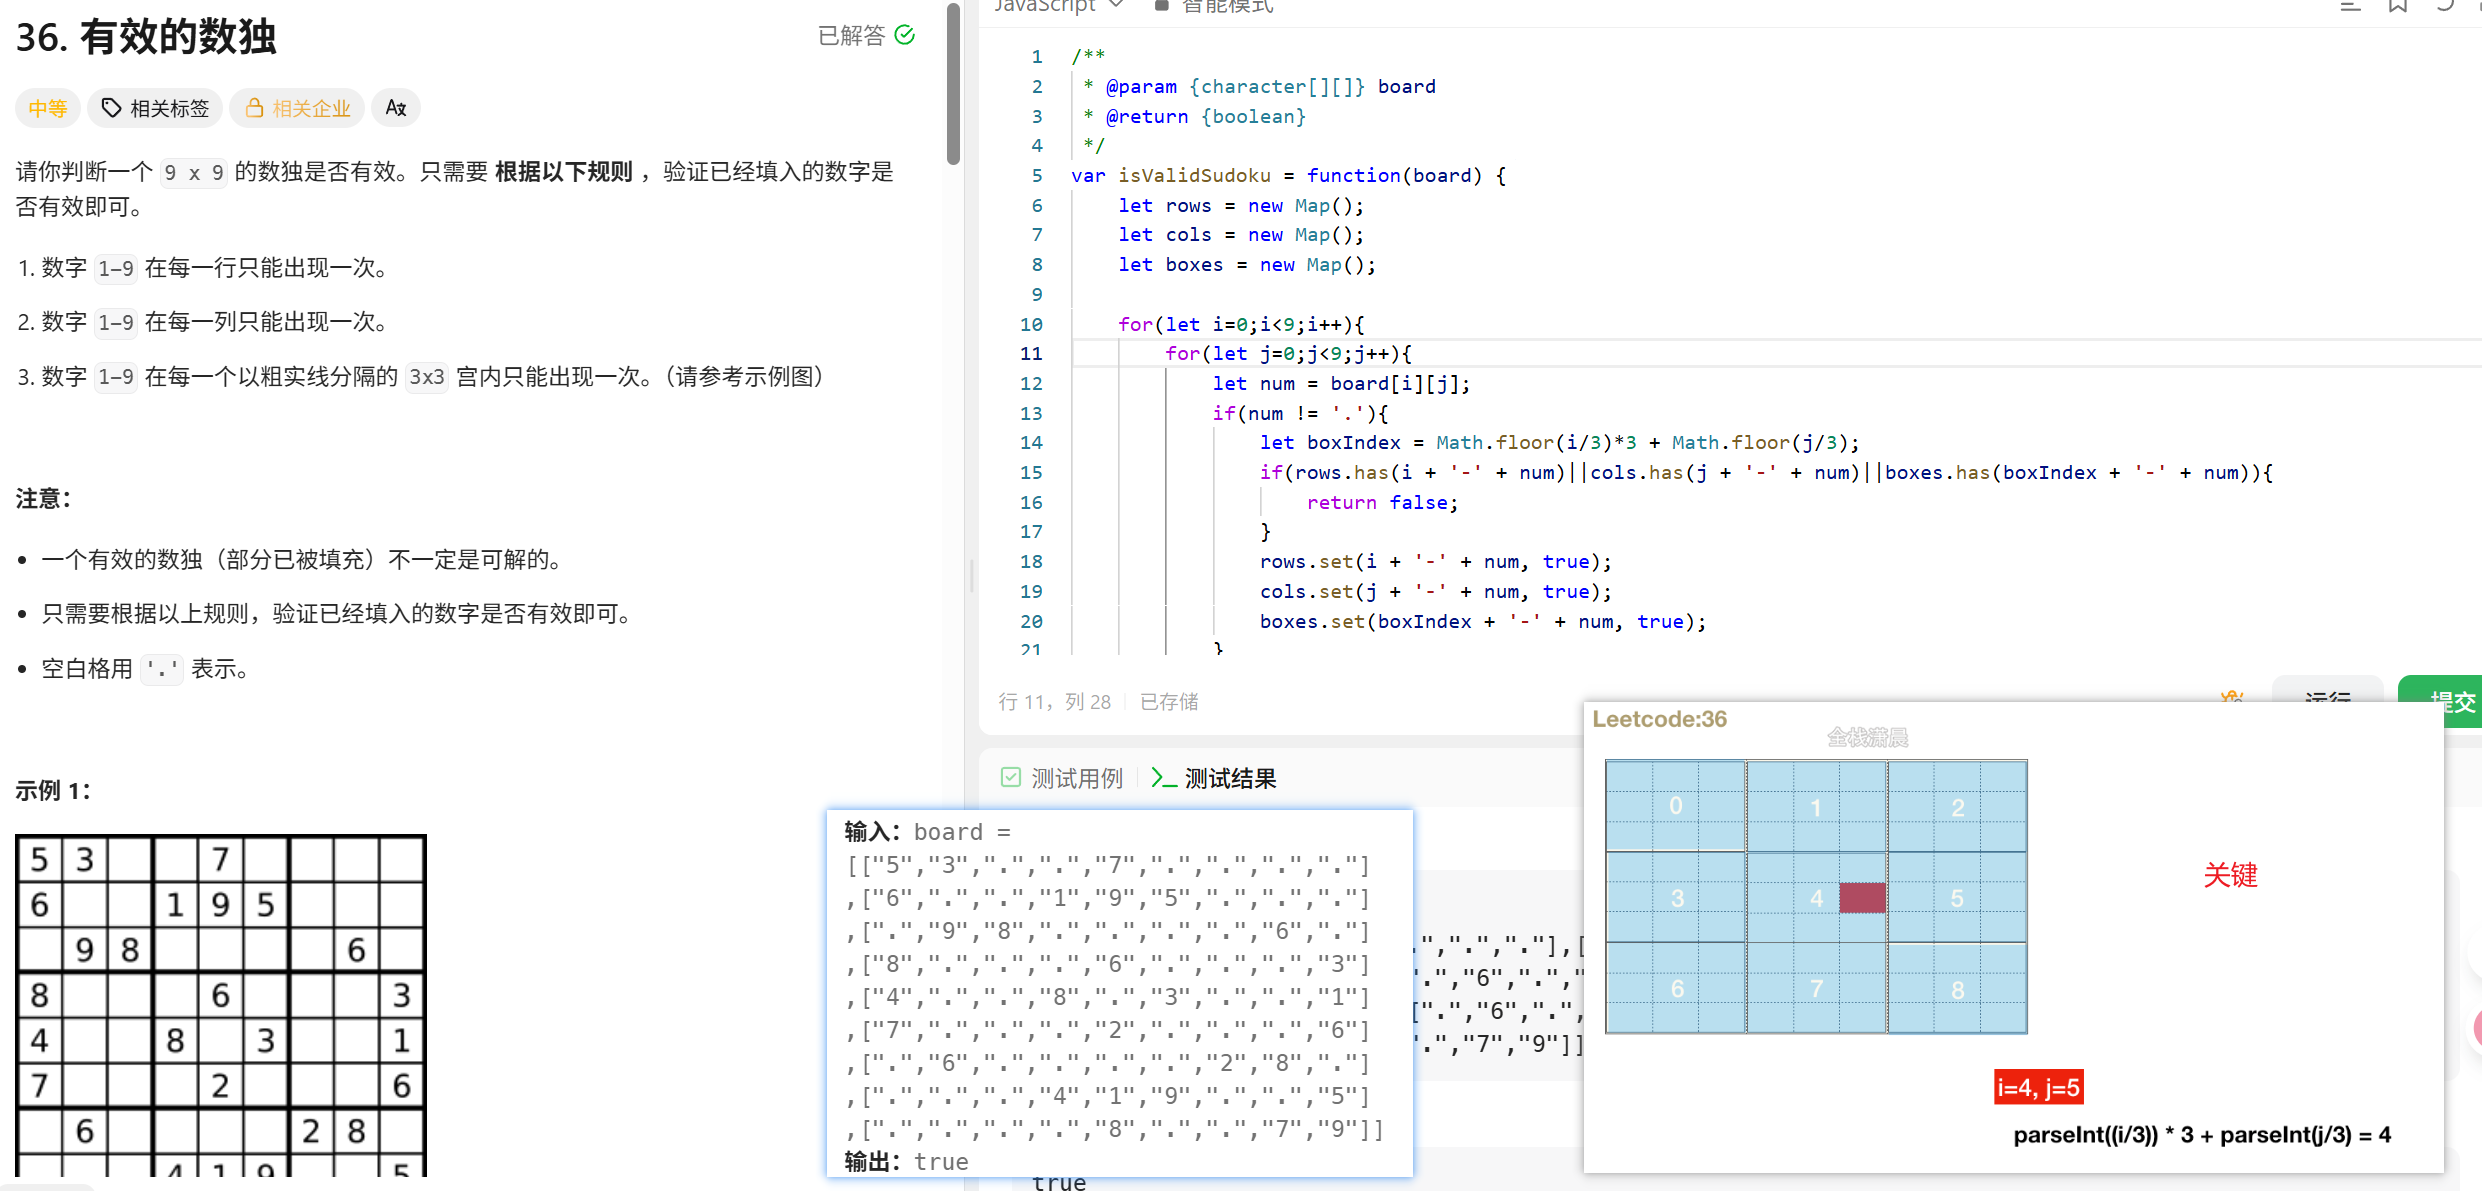 36. 有效的数独
已解答
中等 相关标签 相关企业
请你判断一个 9 x 9 的数独是否有效。只需要 根据以下规则 ，验证已经填入的数字是
否有效即可。
1. 数字 1-9 在每一行只能出现一次。
2. 数字 1-9 在每一列只能出现一次。
3. 数字 1-9 在每一个以粗实线分隔的 3x3 宫内只能出现一次。（请参考示例图）
注意：
• 一个有效的数独（部分已被填充）不一定是可解的。
• 只需要根据以上规则，验证已经填入的数字是否有效即可。
• 空白格用 '.' 表示。
示例 1：
5 3 7
6 1 9 5
9 8 6
8 6 3
4 8 3 1
7 2 6
6 2 8
4 1 9 5
JavaScript 智能模式
1 /**
2 * @param {character[][]} board
3 * @return {boolean}
4 */
5 var isValidSudoku = function(board) {
6 let rows = new Map();
7 let cols = new Map();
8 let boxes = new Map();
9
10 for(let i=0;i<9;i++){
11 for(let j=0;j<9;j++){
12 let num = board[i][j];
13 if(num != '.'){
14 let boxIndex = Math.floor(i/3)*3 + Math.floor(j/3);
15 if(rows.has(i + '-' + num)||cols.has(j + '-' + num)||boxes.has(boxIndex + '-' + num)){
16 return false;
17 }
18 rows.set(i + '-' + num, true);
19 cols.set(j + '-' + num, true);
20 boxes.set(boxIndex + '-' + num, true);
21 }
行 11，列 28 已存储
运行 提交
测试用例 测试结果
输入：board =
[["5","3",".",".","7",".",".",".","."]
,["6",".",".","1","9","5",".",".","."]
,[".","9","8",".",".",".",".","6","."]
,["8",".",".",".","6",".",".",".","3"]
,["4",".",".","8",".","3",".",".","1"]
,["7",".",".",".","2",".",".",".","6"]
,[".","6",".",".",".",".","2","8","."]
,[".",".",".","4","1","9",".",".","5"]
,[".",".",".",".","8",".",".","7","9"]]
输出：true
.",".","."],[
".","6",".","
[".","6",".",
".","7","9"]]
true
Leetcode:36
全栈潇晨
0 1 2
3 4 5
6 7 8
关键
i=4, j=5
parseInt((i/3)) * 3 + parseInt(j/3) = 4